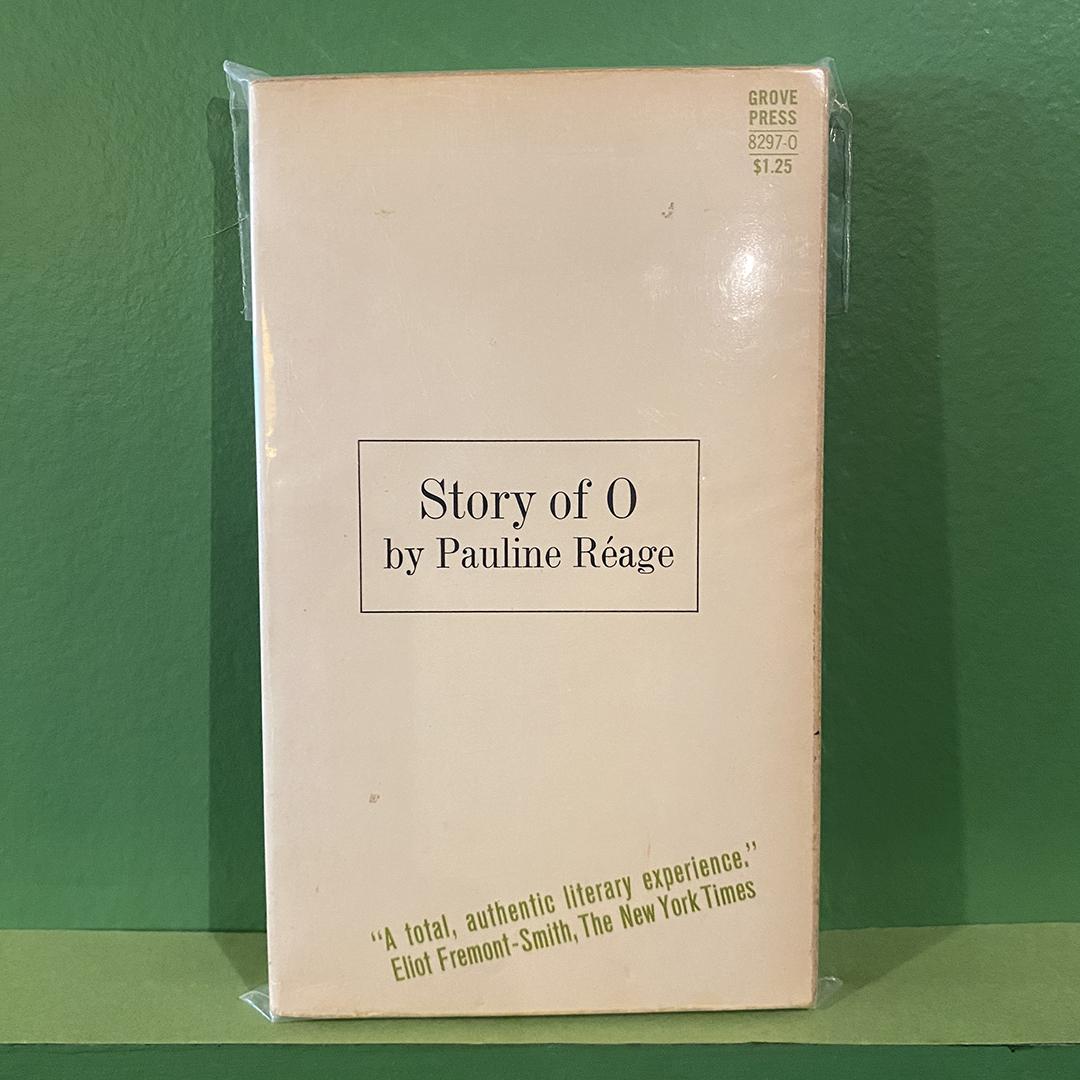 GROVE
PRESS
8297-0
$1.25
Story of O
by Pauline Réage
“A total, authentic literary experience.”
Eliot Fremont-Smith, The New York Times